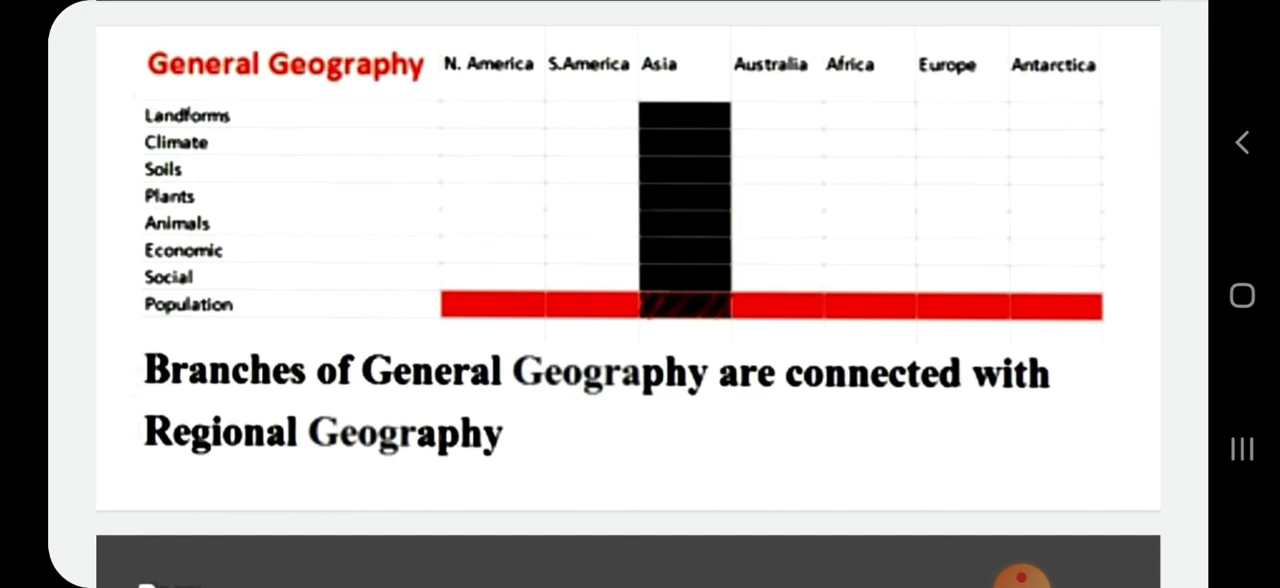 General Geography N. America S.America Asia Australia Africa Europe Antarctica
Landforms
Climate
Soils
Plants
Animals
Economic
Social
Population
Branches of General Geography are connected with
Regional Geography